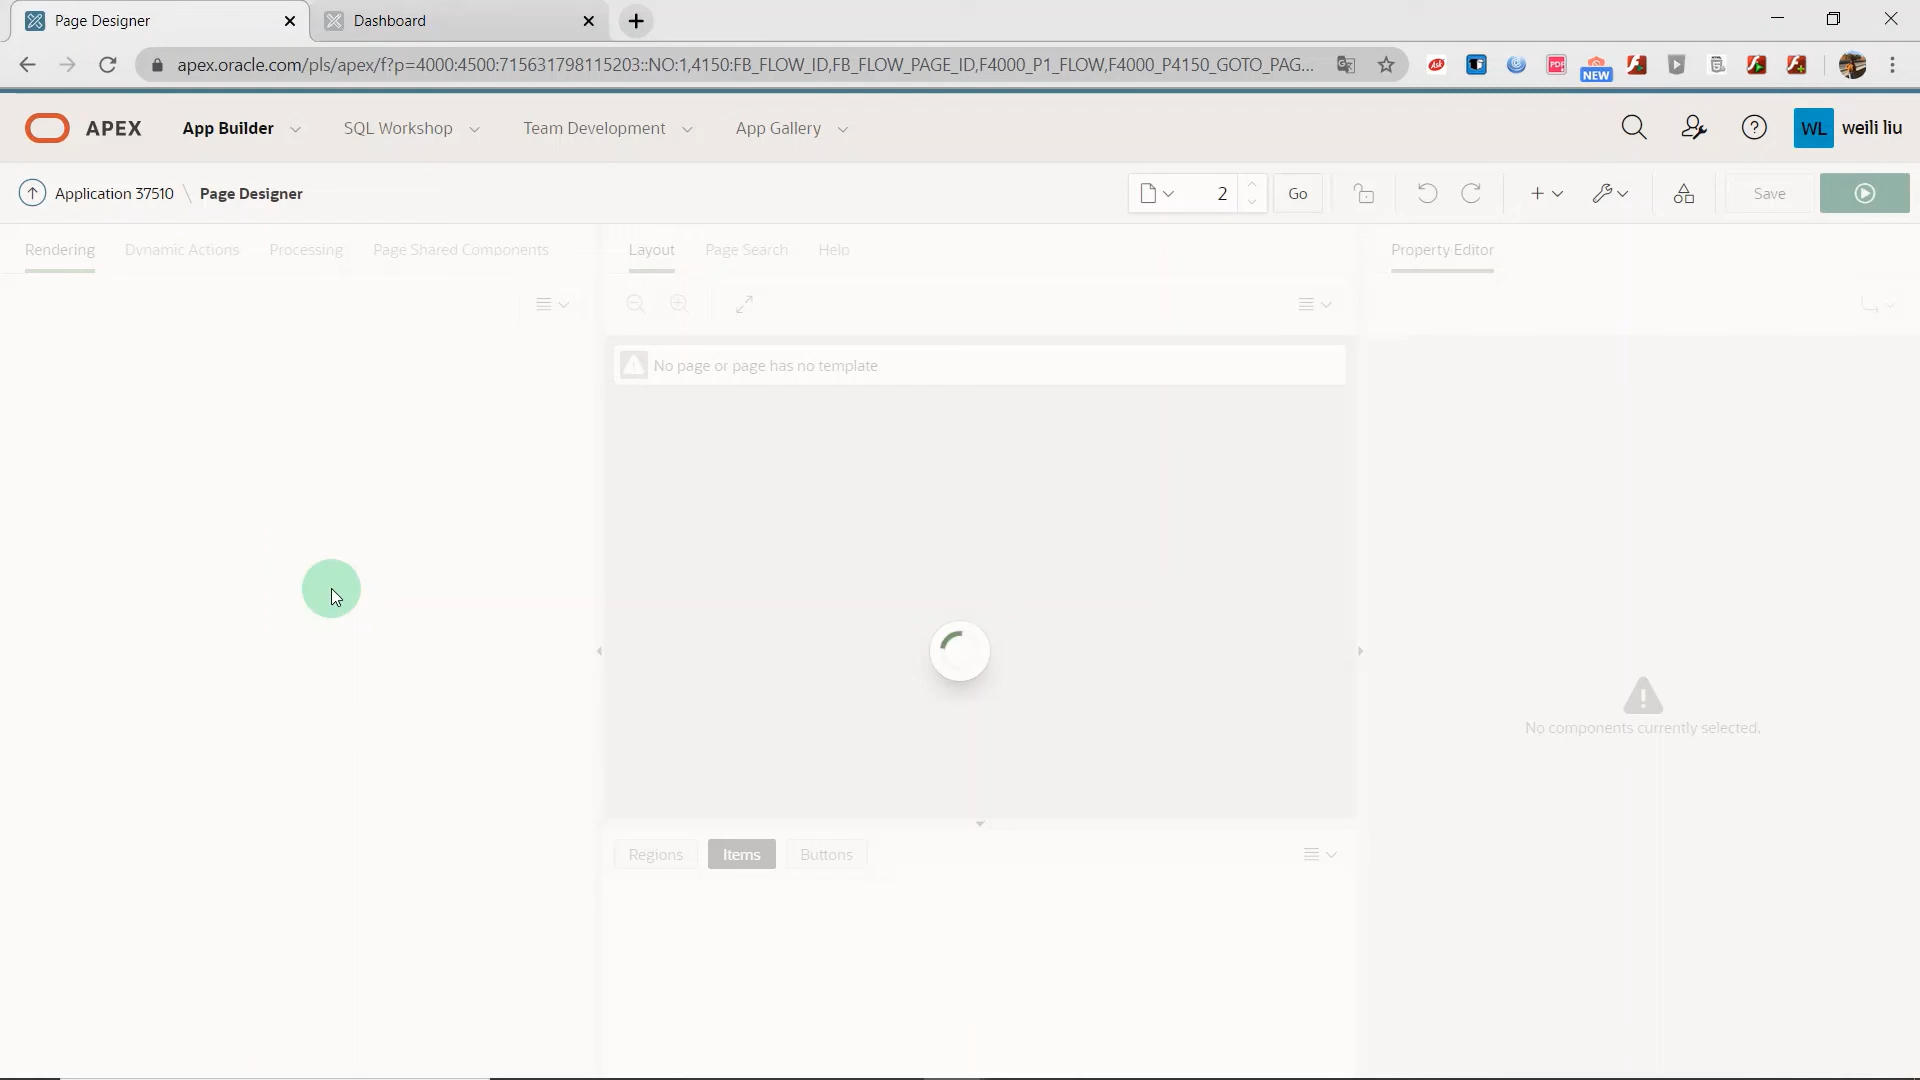 Page Designer
Dashboard
apex.oracle.com/pls/apex/f?p=4000:4500:715631798115203::NO:1,4150:FB_FLOW_ID,FB_FLOW_PAGE_ID,F4000_P1_FLOW,F4000_P4150_GOTO_PAG...
Ask
PDF
NEW
APEX
App Builder
SQL Workshop
Team Development
App Gallery
WL
weili liu
Application 37510
Page Designer
2
Go
Save
Rendering
Dynamic Actions
Processing
Page Shared Components
Layout
Page Search
Help
Property Editor
No page or page has no template
No components currently selected.
Regions
Items
Buttons